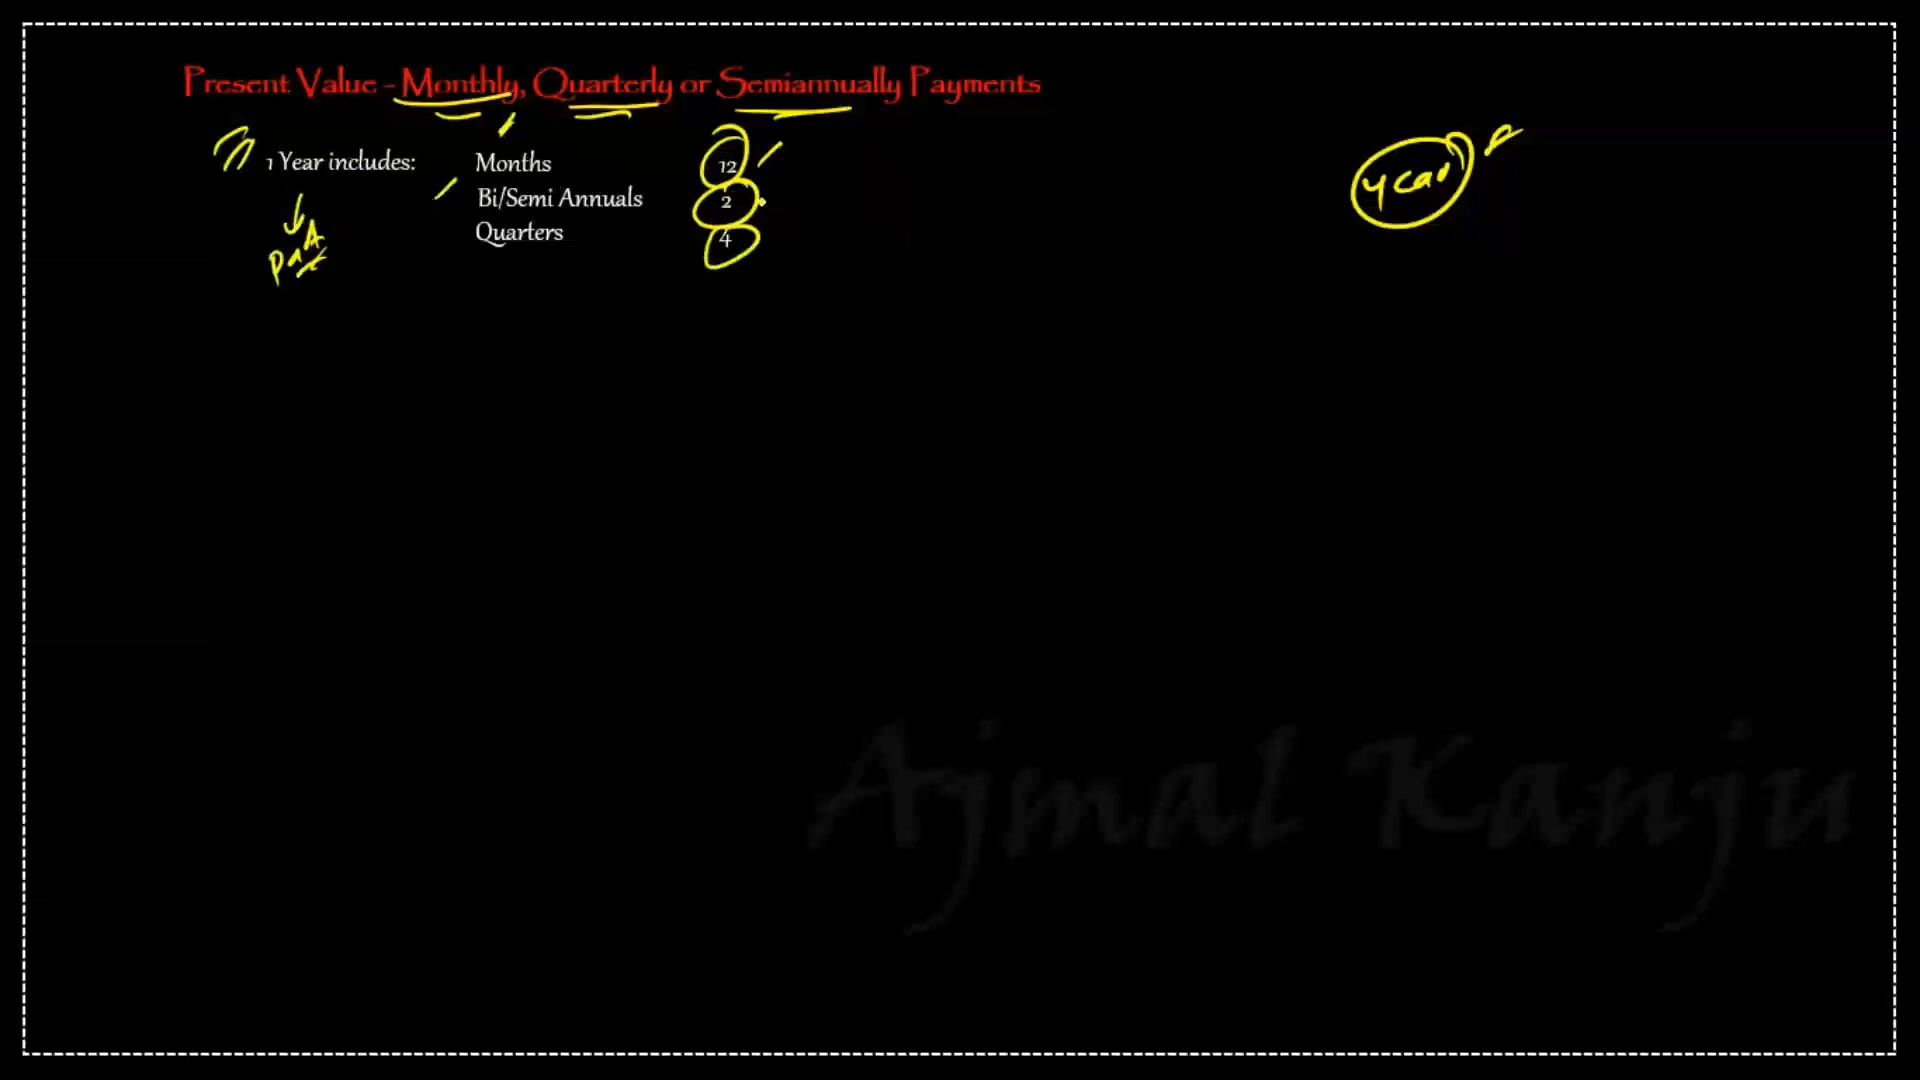 Present Value - Monthly, Quarterly or Semiannually Payments
1 Year includes: Months 12
Bi/Semi Annuals 2
Quarters 4
year
Ajmal Kanju